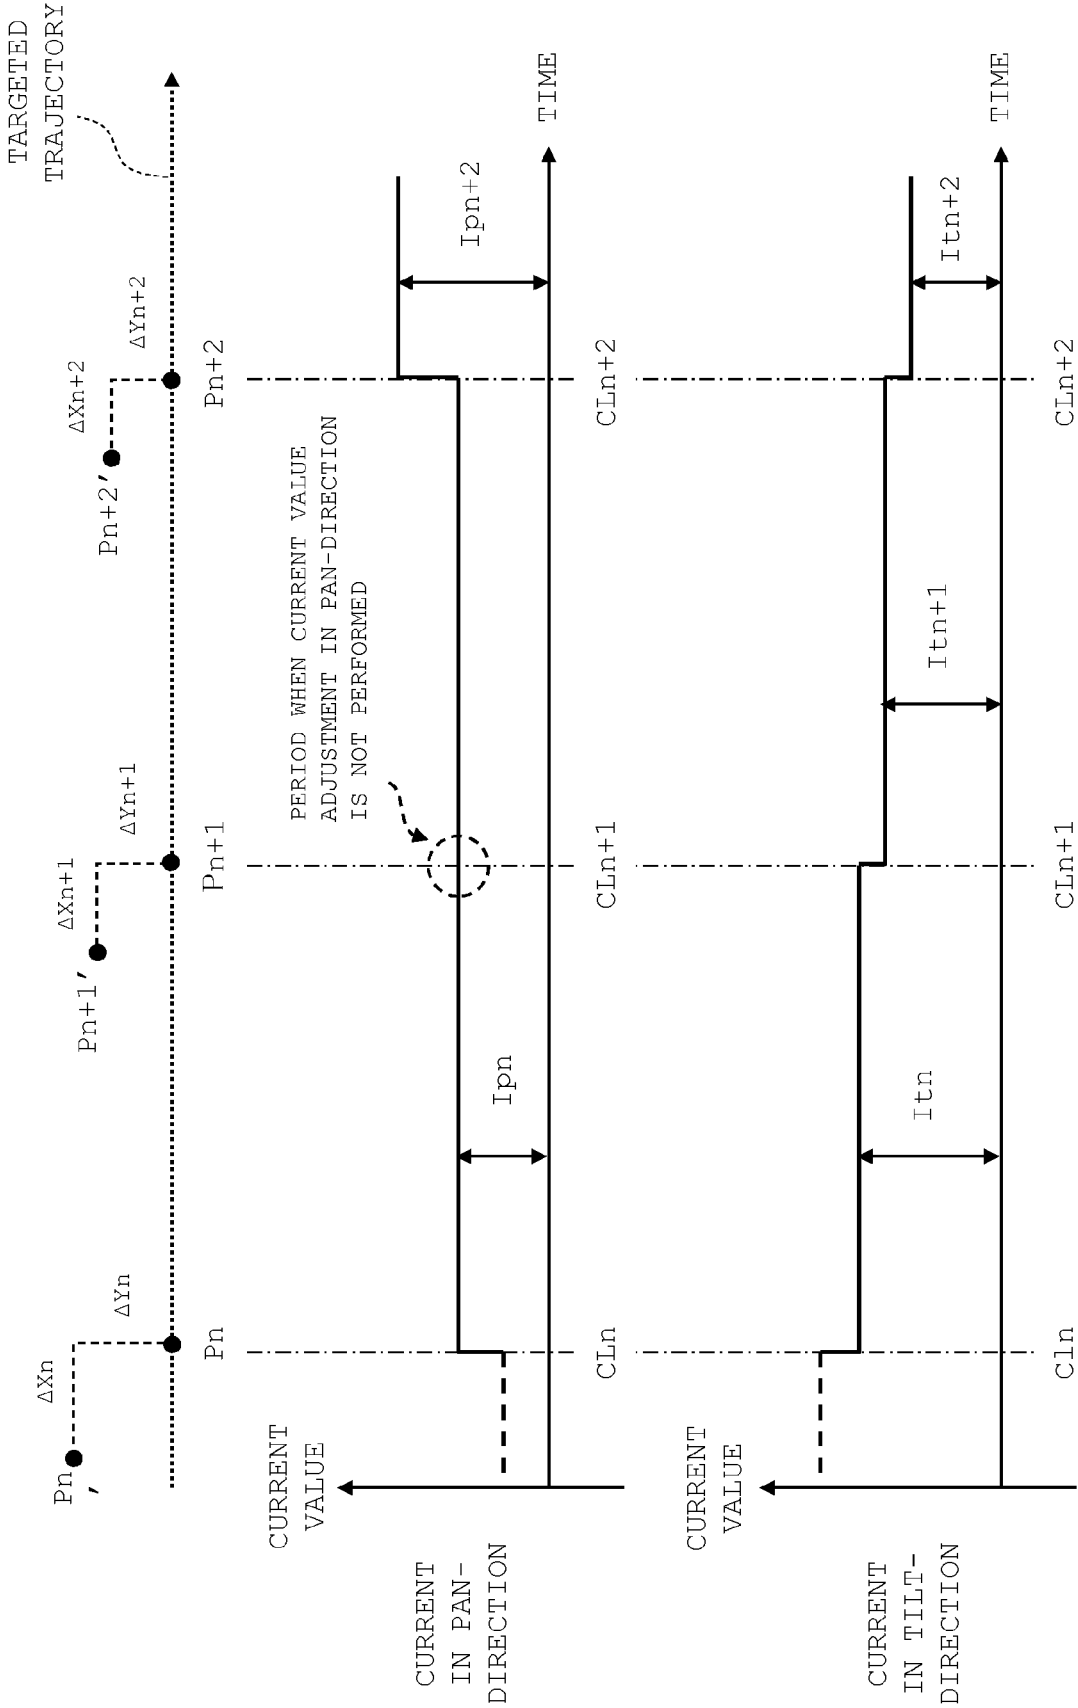 TARGETED
TRAJECTORY
Pn
′
ΔXn
ΔYn
Pn
Pn+1′
ΔXn+1
ΔYn+1
Pn+1
Pn+2′
ΔXn+2
ΔYn+2
Pn+2
CURRENT
VALUE
PERIOD WHEN CURRENT VALUE
ADJUSTMENT IN PAN-DIRECTION
IS NOT PERFORMED
CURRENT
IN PAN-
DIRECTION
Ipn
Ipn+2
TIME
CLn
CLn+1
CLn+2
CURRENT
VALUE
CURRENT
IN TILT-
DIRECTION
Itn
Itn+1
Itn+2
TIME
Cln
CLn+1
CLn+2